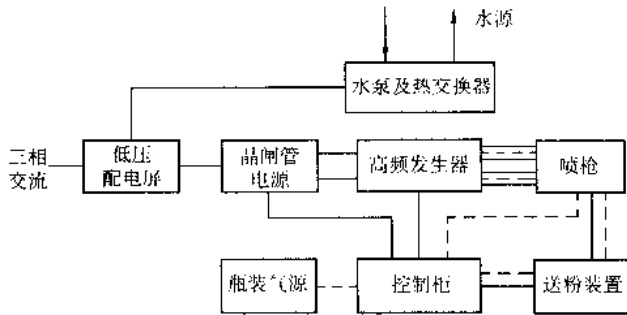 水源
水泵及热交换器
三相
交流
低压
配电屏
晶闸管
电源
高频发生器
喷枪
瓶装气源
控制柜
送粉装置